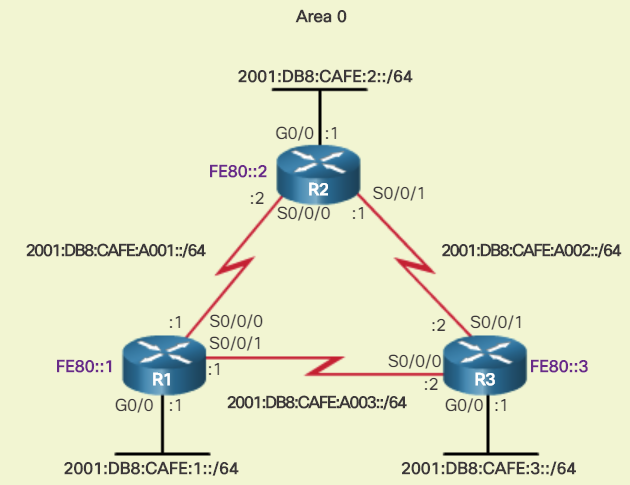 Area 0
2001:DB8:CAFE:2::/64
G0/0 :1
FE80::2
R2
:2
S0/0/0
:1
S0/0/1
2001:DB8:CAFE:A001::/64
2001:DB8:CAFE:A002::/64
:1
S0/0/0
S0/0/1
:1
FE80::1
R1
G0/0 :1
:2
S0/0/1
S0/0/0
:2
R3
FE80::3
2001:DB8:CAFE:A003::/64
G0/0 :1
2001:DB8:CAFE:1::/64
2001:DB8:CAFE:3::/64